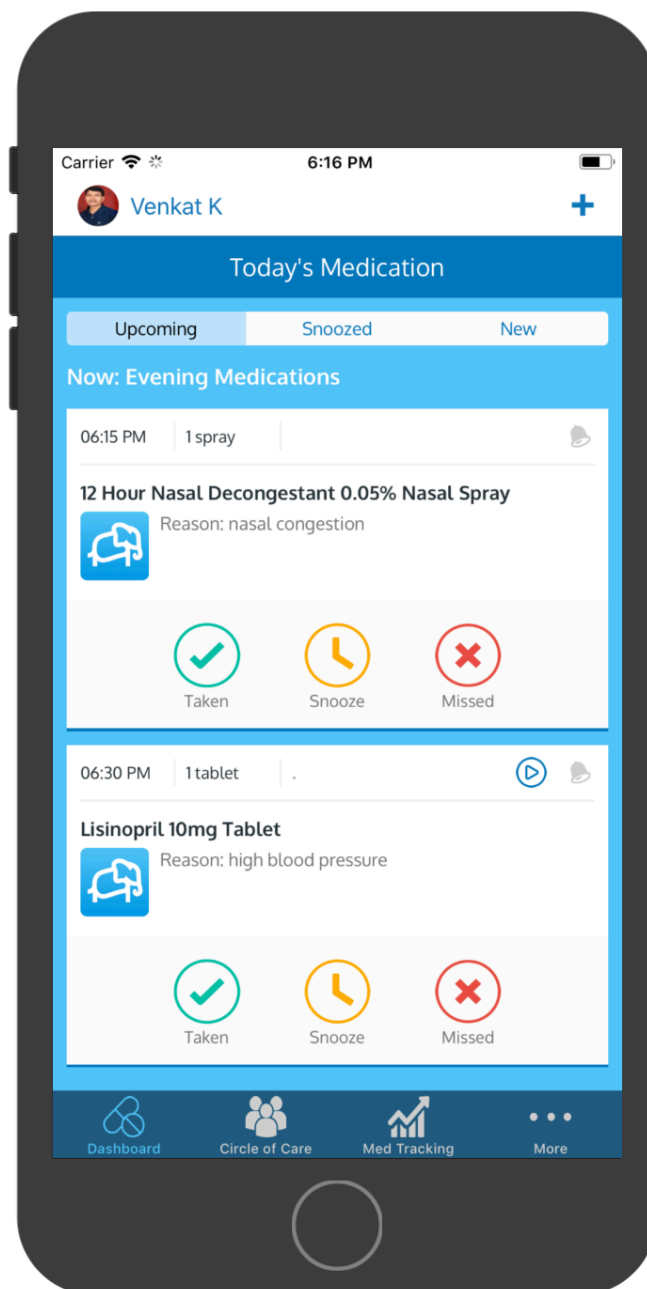 Carrier 6:16 PM
Venkat K +
Today's Medication
Upcoming Snoozed New
Now: Evening Medications
06:15 PM 1 spray
12 Hour Nasal Decongestant 0.05% Nasal Spray
Reason: nasal congestion
Taken Snooze Missed
06:30 PM 1 tablet .
Lisinopril 10mg Tablet
Reason: high blood pressure
Taken Snooze Missed
Dashboard Circle of Care Med Tracking More